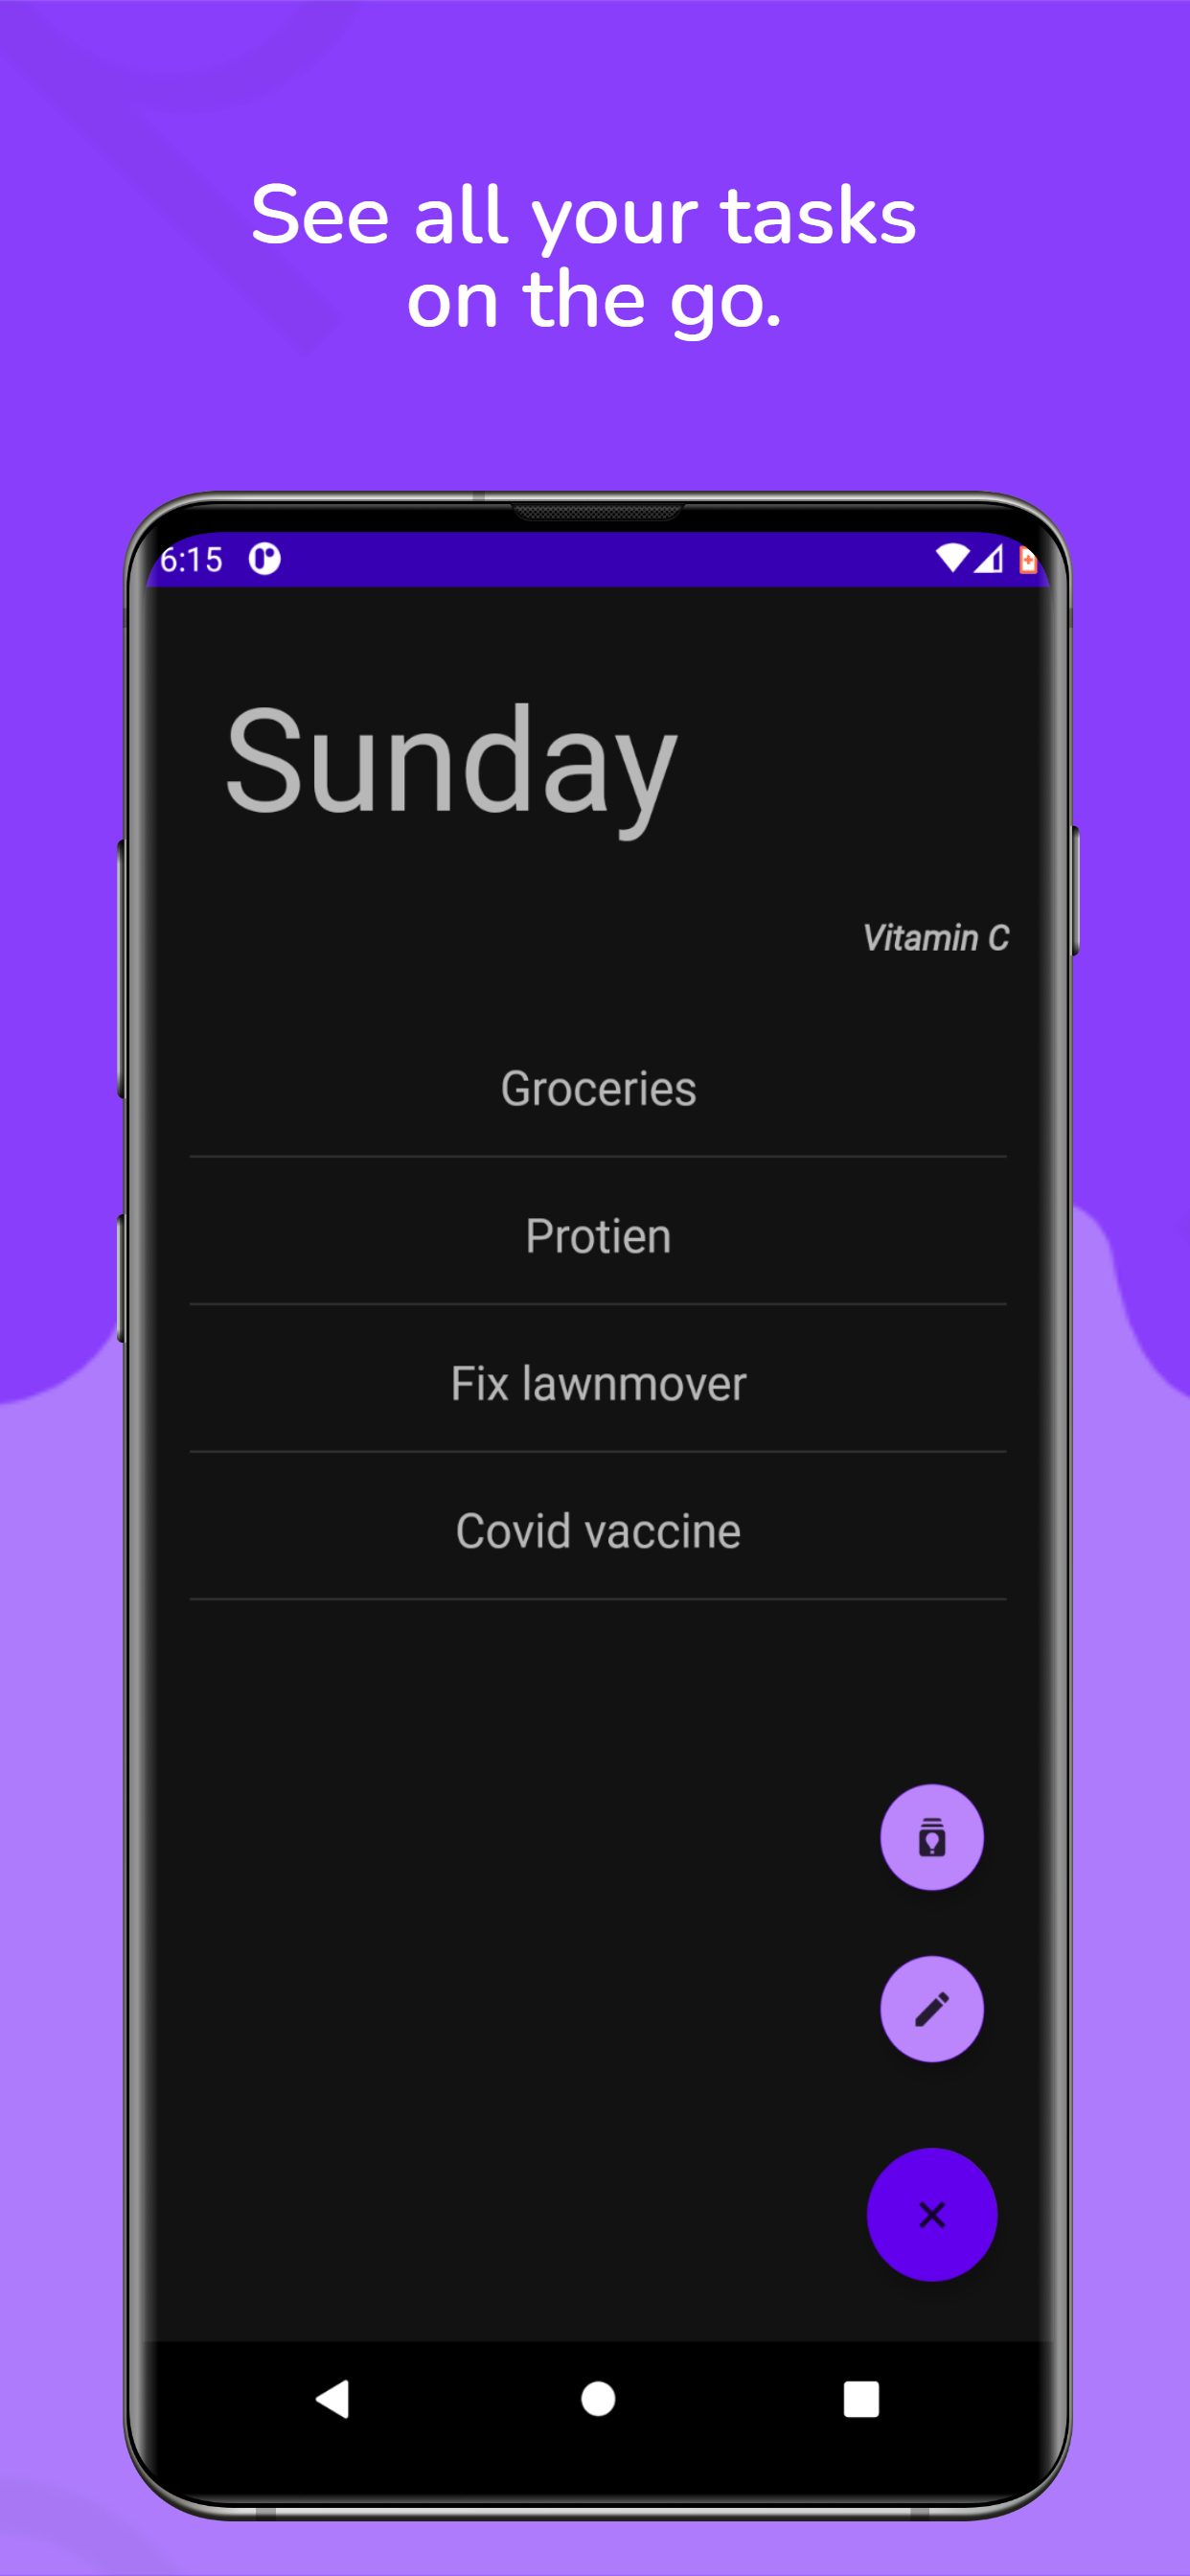 See all your tasks
on the go.
6:15
Sunday
Vitamin C
Groceries
Protien
Fix lawnmover
Covid vaccine